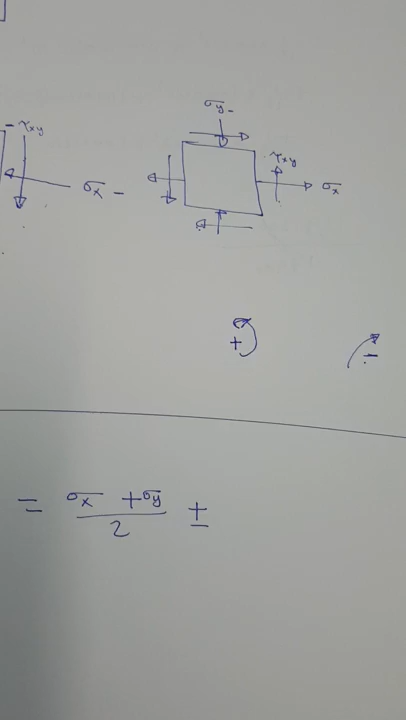 σy -
- τxy
τxy
σx -
σx
+
-
= σx + σy / 2 ±